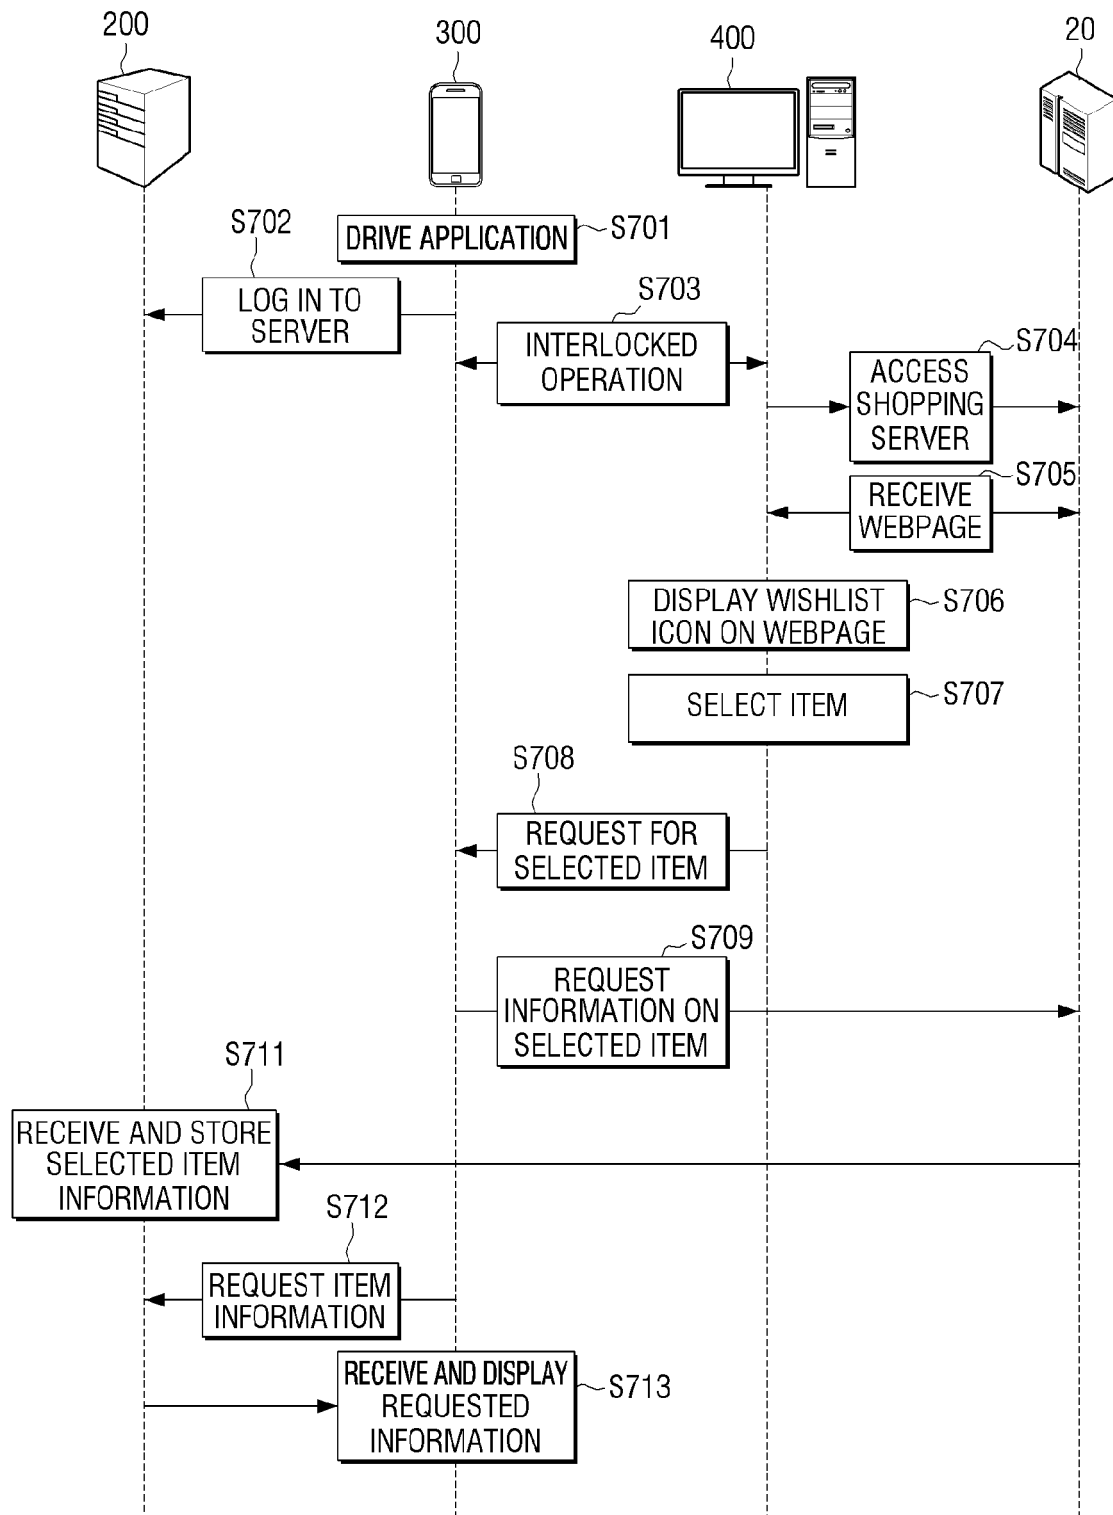 200
300
400
20
DRIVE APPLICATION
S701
S702
LOG IN TO
SERVER
S703
INTERLOCKED
OPERATION
S704
ACCESS
SHOPPING
SERVER
S705
RECEIVE
WEBPAGE
DISPLAY WISHLIST
ICON ON WEBPAGE
S706
SELECT ITEM
S707
S708
REQUEST FOR
SELECTED ITEM
S709
REQUEST
INFORMATION ON
SELECTED ITEM
S711
RECEIVE AND STORE
SELECTED ITEM
INFORMATION
S712
REQUEST ITEM
INFORMATION
RECEIVE AND DISPLAY
REQUESTED
INFORMATION
S713